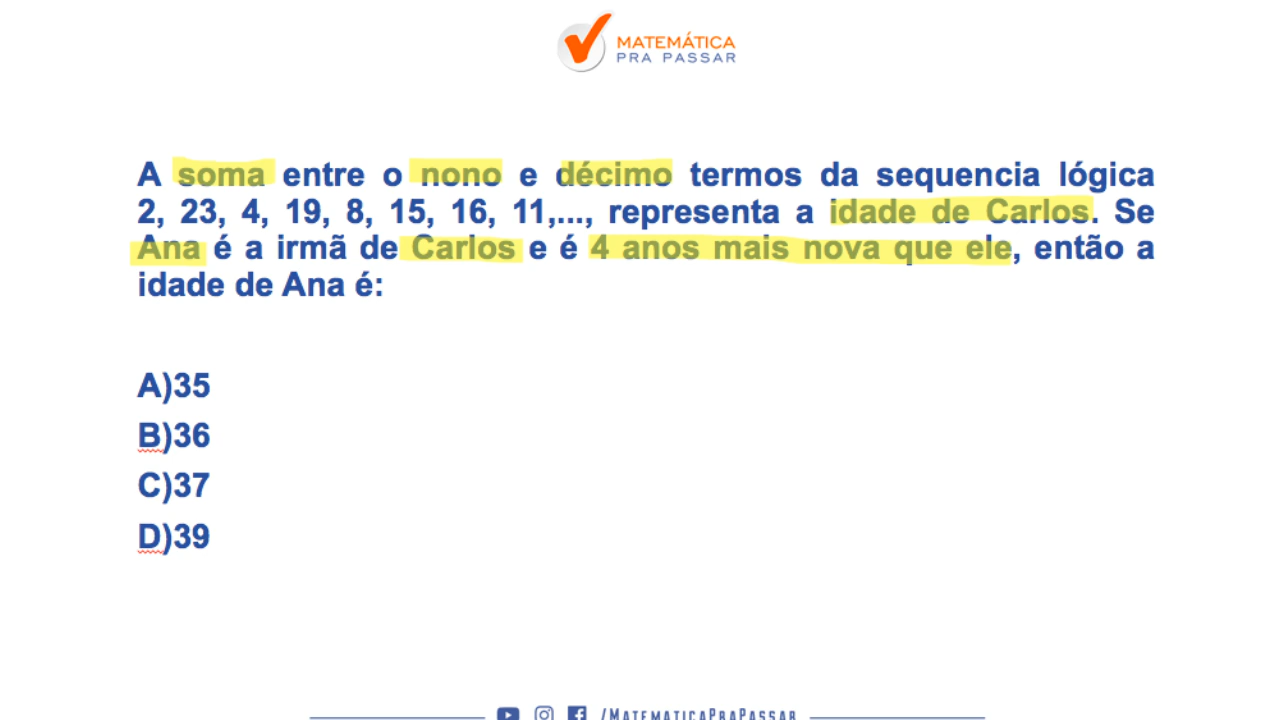 MATEMÁTICA
PRA PASSAR
A soma entre o nono e décimo termos da sequencia lógica
2, 23, 4, 19, 8, 15, 16, 11,..., representa a idade de Carlos. Se
Ana é a irmã de Carlos e é 4 anos mais nova que ele, então a
idade de Ana é:
A)35
B)36
C)37
D)39
/MATEMATICAPRAPASSAR